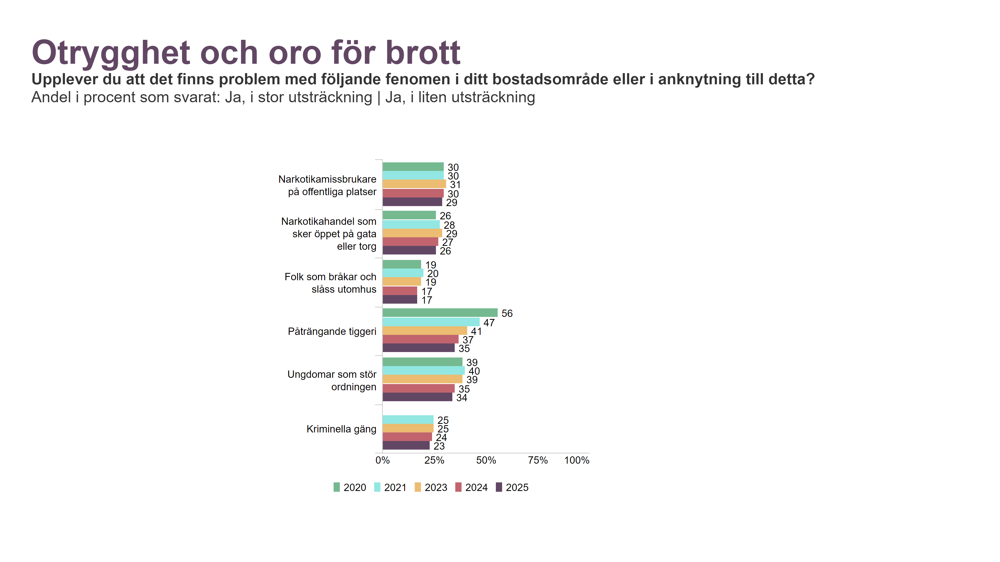 Otrygghet och oro för brott
Upplever du att det finns problem med följande fenomen i ditt bostadsområde eller i anknytning till detta?
Andel i procent som svarat: Ja, i stor utsträckning | Ja, i liten utsträckning
Narkotikamissbrukare
på offentliga platser
30
30
31
30
29
Narkotikahandel som
sker öppet på gata
eller torg
26
28
29
27
26
Folk som bråkar och
slåss utomhus
19
20
19
17
17
Påträngande tiggeri
56
47
41
37
35
Ungdomar som stör
ordningen
39
40
39
35
34
Kriminella gäng
25
25
24
23
0% 25% 50% 75% 100%
2020 2021 2023 2024 2025